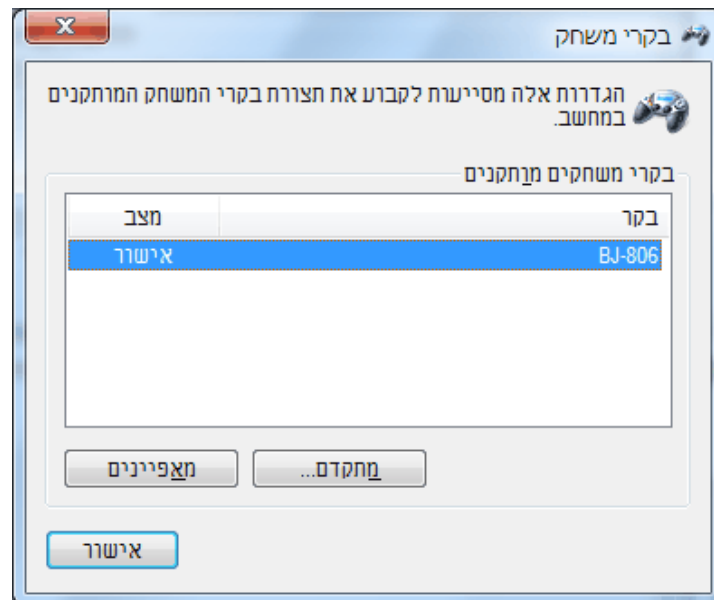 בקרי משחק
הגדרות אלה מסייעות לקבוע את תצורת בקרי המשחק המותקנים
במחשב.
בקרי משחקים מותקנים
בקר
מצב
BJ-806
אישור
מתקדם...
מאפיינים
אישור